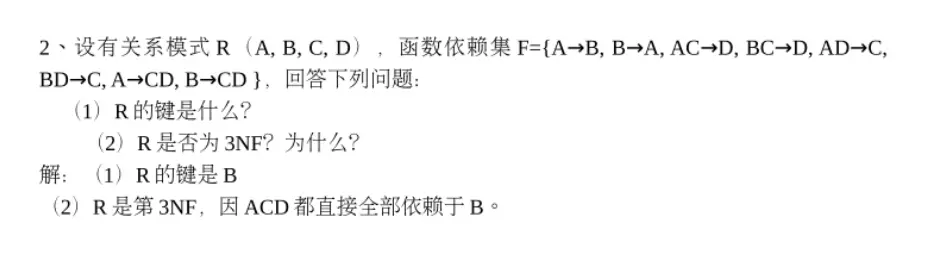 2、设有关系模式 R（A, B, C, D）, 函数依赖集 F={A→B, B→A, AC→D, BC→D, AD→C,
BD→C, A→CD, B→CD }, 回答下列问题:
（1）R 的键是什么?
（2）R 是否为 3NF? 为什么?
解: （1）R 的键是 B
（2）R 是第 3NF, 因 ACD 都直接全部依赖于 B。